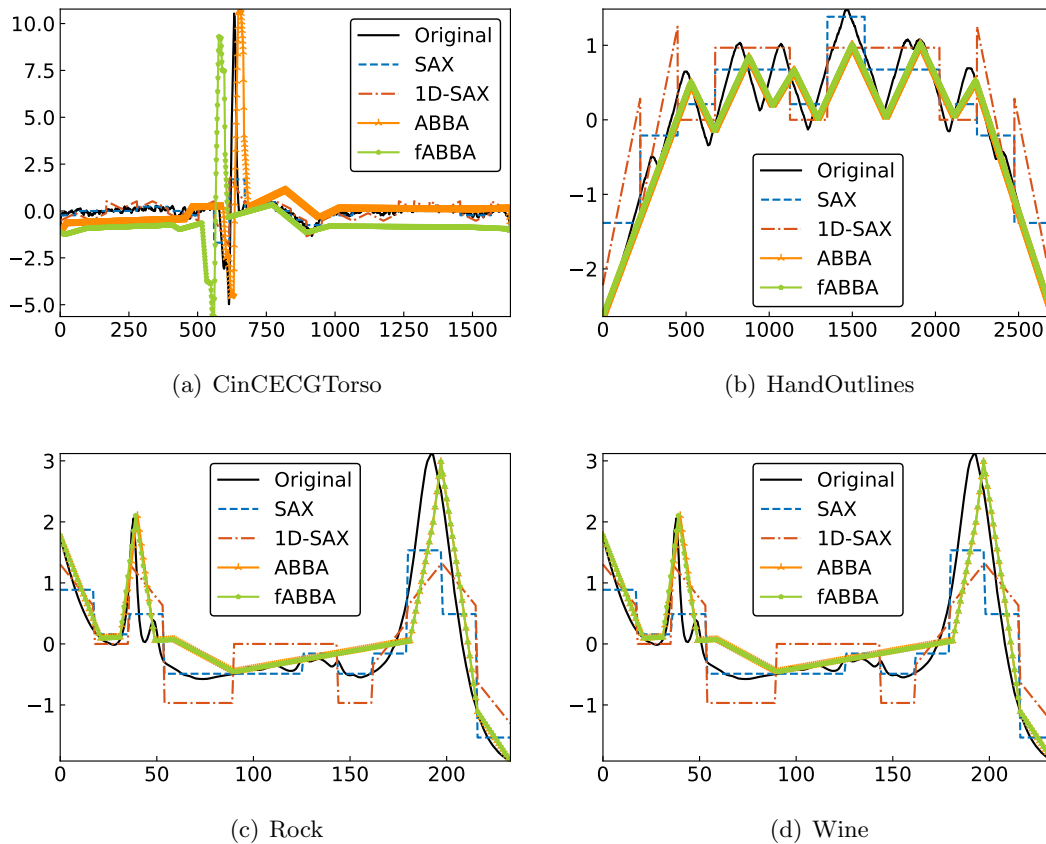 10.0
7.5
5.0
2.5
0.0
−2.5
−5.0
0 250 500 750 1000 1250 1500
Original
SAX
1D-SAX
ABBA
fABBA
(a) CinCECGTorso
1
0
−1
−2
0 500 1000 1500 2000 2500
Original
SAX
1D-SAX
ABBA
fABBA
(b) HandOutlines
3
2
1
0
−1
0 50 100 150 200
Original
SAX
1D-SAX
ABBA
fABBA
(c) Rock
3
2
1
0
−1
0 50 100 150 200
Original
SAX
1D-SAX
ABBA
fABBA
(d) Wine